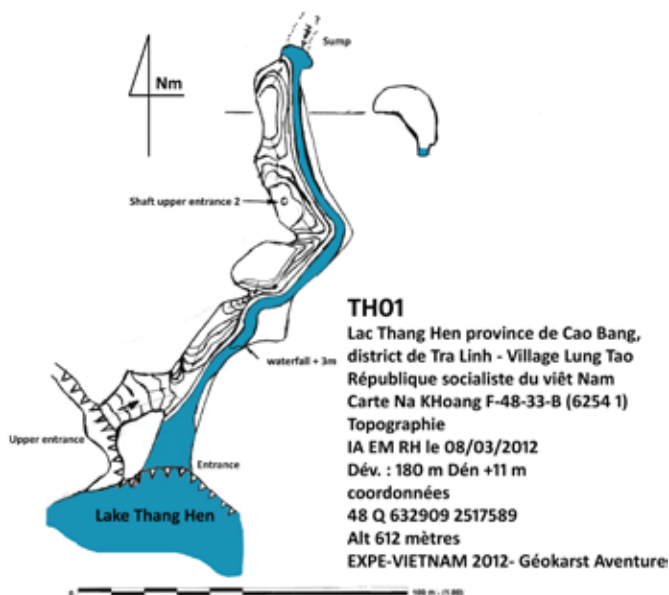 Sump
Nm
Shaft upper entrance 2
TH01
Lac Thang Hen province de Cao Bang,
district de Tra Linh - Village Lung Tao
République socialiste du viêt Nam
Carte Na KHoang F-48-33-B (6254 1)
Topographie
IA EM RH le 08/03/2012
Dév. : 180 m Dén +11 m
coordonnées
48 Q 632909 2517589
Alt 612 mètres
EXPE-VIETNAM 2012- Géokarst Aventure
waterfall + 3m
Upper entrance
Entrance
Lake Thang Hen
0